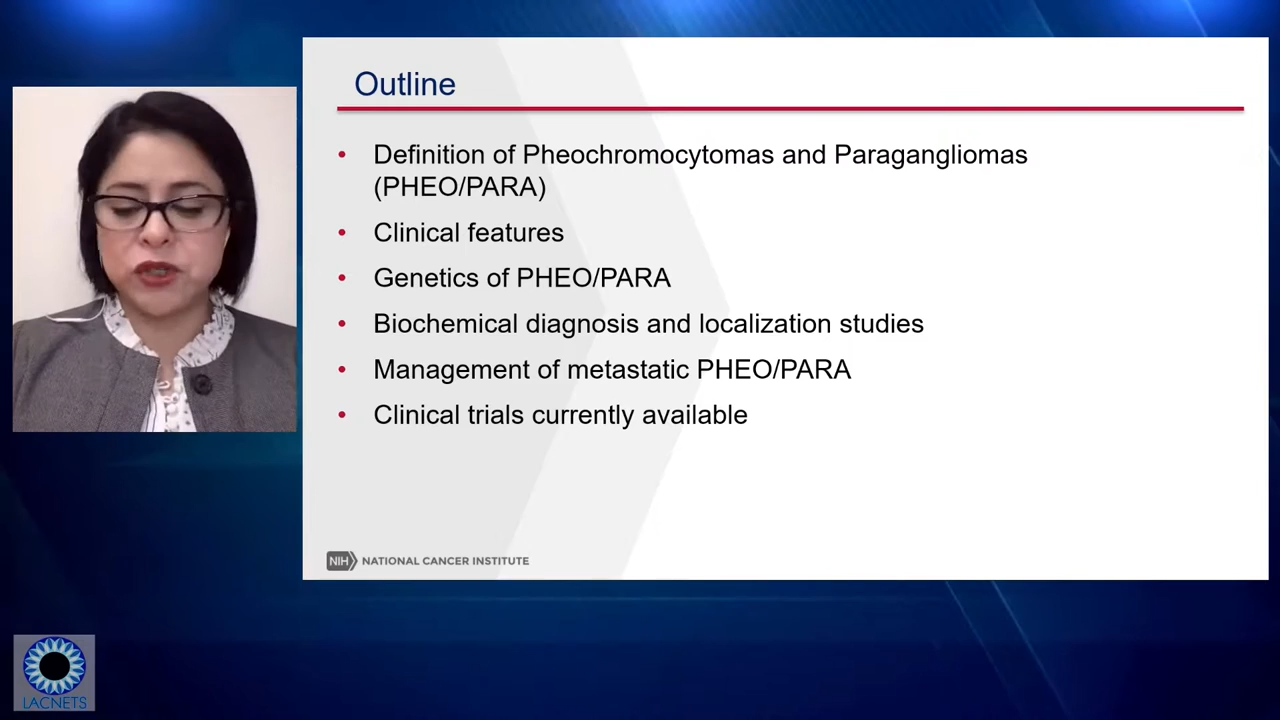 Outline
• Definition of Pheochromocytomas and Paragangliomas
(PHEO/PARA)
• Clinical features
• Genetics of PHEO/PARA
• Biochemical diagnosis and localization studies
• Management of metastatic PHEO/PARA
• Clinical trials currently available
NIH NATIONAL CANCER INSTITUTE
LACNETS